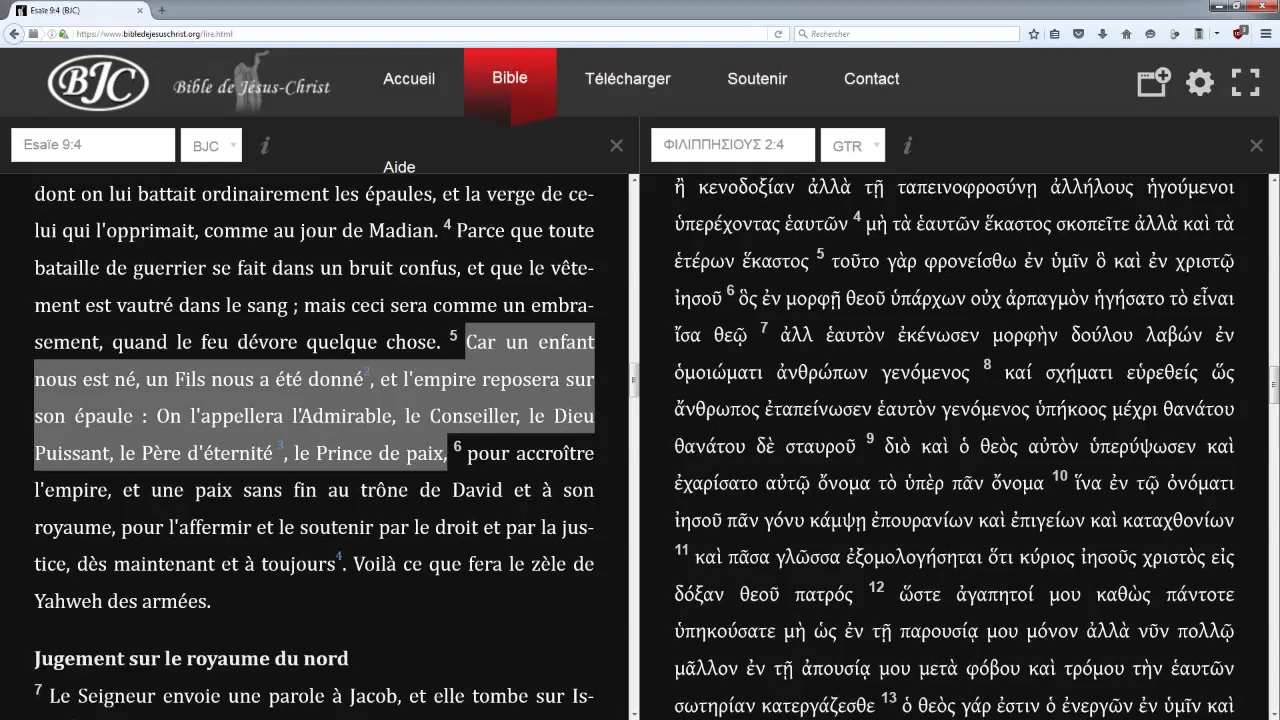 Esaïe 9:4 (BJC)
https://www.bibledejesuschrist.org/lire.html
Rechercher
BJC
Bible de Jésus-Christ
Accueil
Bible
Télécharger
Soutenir
Contact
Aide
Esaïe 9:4
BJC
dont on lui battait ordinairement les épaules, et la verge de ce-
lui qui l'opprimait, comme au jour de Madian. 4 Parce que toute
bataille de guerrier se fait dans un bruit confus, et que le vête-
ment est vautré dans le sang ; mais ceci sera comme un embra-
sement, quand le feu dévore quelque chose. 5 Car un enfant
nous est né, un Fils nous a été donné2, et l'empire reposera sur
son épaule : On l'appellera l'Admirable, le Conseiller, le Dieu
Puissant, le Père d'éternité 3, le Prince de paix, 6 pour accroître
l'empire, et une paix sans fin au trône de David et à son
royaume, pour l'affermir et le soutenir par le droit et par la jus-
tice, dès maintenant et à toujours4. Voilà ce que fera le zèle de
Yahweh des armées.
Jugement sur le royaume du nord
7 Le Seigneur envoie une parole à Jacob, et elle tombe sur Is-
ΦΙΛΙΠΠΗΣΙΟΥΣ 2:4
GTR
ἢ κενοδοξίαν ἀλλὰ τῇ ταπεινοφροσύνῃ ἀλλήλους ἡγούμενοι
ὑπερέχοντας ἑαυτῶν 4 μὴ τὰ ἑαυτῶν ἕκαστος σκοπεῖτε ἀλλὰ καὶ τὰ
ἑτέρων ἕκαστος 5 τοῦτο γὰρ φρονείσθω ἐν ὑμῖν ὃ καὶ ἐν χριστῷ
ἰησοῦ 6 ὃς ἐν μορφῇ θεοῦ ὑπάρχων οὐχ ἁρπαγμὸν ἡγήσατο τὸ εἶναι
ἴσα θεῷ 7 ἀλλ ἑαυτὸν ἐκένωσεν μορφὴν δούλου λαβών ἐν
ὁμοιώματι ἀνθρώπων γενόμενος 8 καί σχήματι εὑρεθείς ὥς
ἄνθρωπος ἐταπείνωσεν ἑαυτὸν γενόμενος ὑπήκοος μέχρι θανάτου
θανάτου δὲ σταυροῦ 9 διὸ καὶ ὁ θεὸς αὐτὸν ὑπερύψωσεν καὶ
ἐχαρίσατο αὐτῷ ὄνομα τὸ ὑπὲρ πᾶν ὄνομα 10 ἵνα ἐν τῷ ὀνόματι
ἰησοῦ πᾶν γόνυ κάμψῃ ἐπουρανίων καὶ ἐπιγείων καὶ καταχθονίων
11 καὶ πᾶσα γλῶσσα ἐξομολογήσηται ὅτι κύριος ἰησοῦς χριστὸς εἰς
δόξαν θεοῦ πατρός 12 ὥστε ἀγαπητοί μου καθὼς πάντοτε
ὑπηκούσατε μὴ ὡς ἐν τῇ παρουσίᾳ μου μόνον ἀλλὰ νῦν πολλῷ
μᾶλλον ἐν τῇ ἀπουσίᾳ μου μετὰ φόβου καὶ τρόμου τὴν ἑαυτῶν
σωτηρίαν κατεργάζεσθε 13 ὁ θεὸς γάρ ἐστιν ὁ ἐνεργῶν ἐν ὑμῖν καὶ